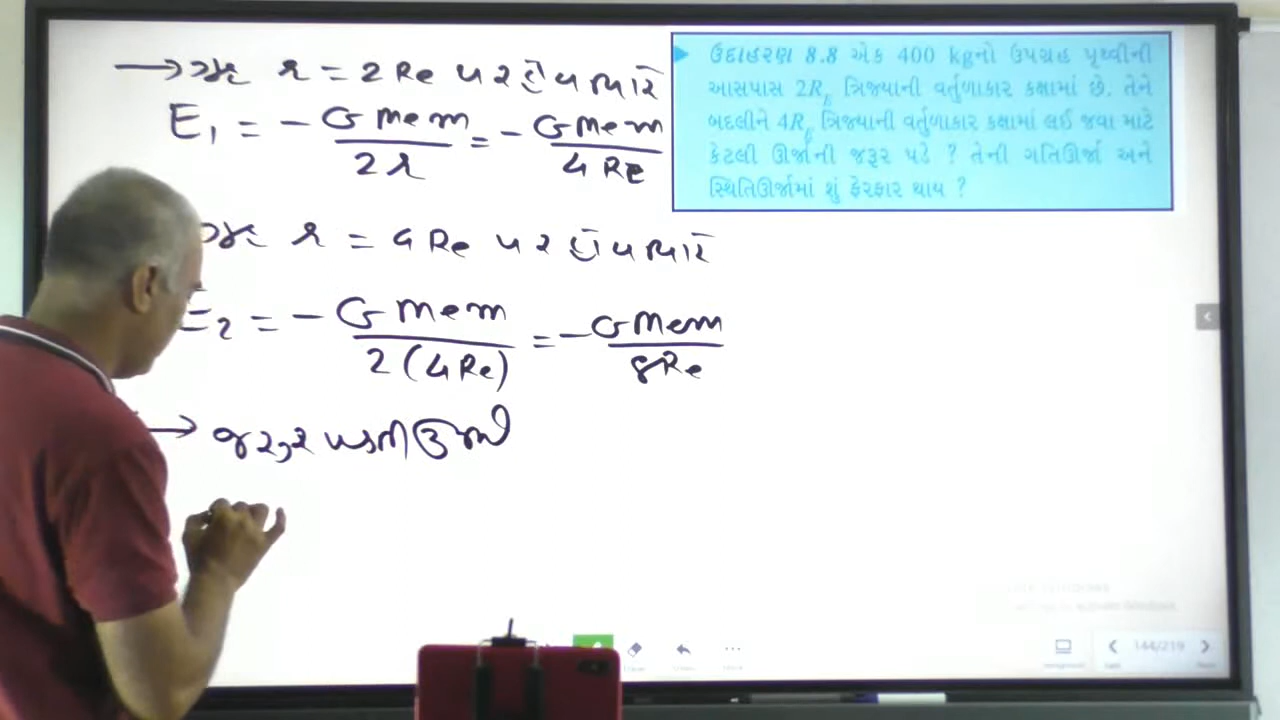 → જ્યારે r = 2Re પર હોય ત્યારે
E₁ = - GMem / 2r = - GMem / 4Re
r = 4Re પર હોય ત્યારે
E₂ = - GMem / 2(4Re) = - GMem / 8Re
→ જરૂર પડતી ઊર્જા
▶ ઉદાહરણ 8.8 એક 400 kgનો ઉપગ્રહ પૃથ્વીની
આસપાસ 2R_E ત્રિજ્યાની વર્તુળાકાર કક્ષામાં છે. તેને
બદલીને 4R_E ત્રિજ્યાની વર્તુળાકાર કક્ષામાં લઈ જવા માટે
કેટલી ઊર્જાની જરૂર પડે ? તેની ગતિઊર્જા અને
સ્થિતિઊર્જામાં શું ફેરફાર થાય ?
144/219